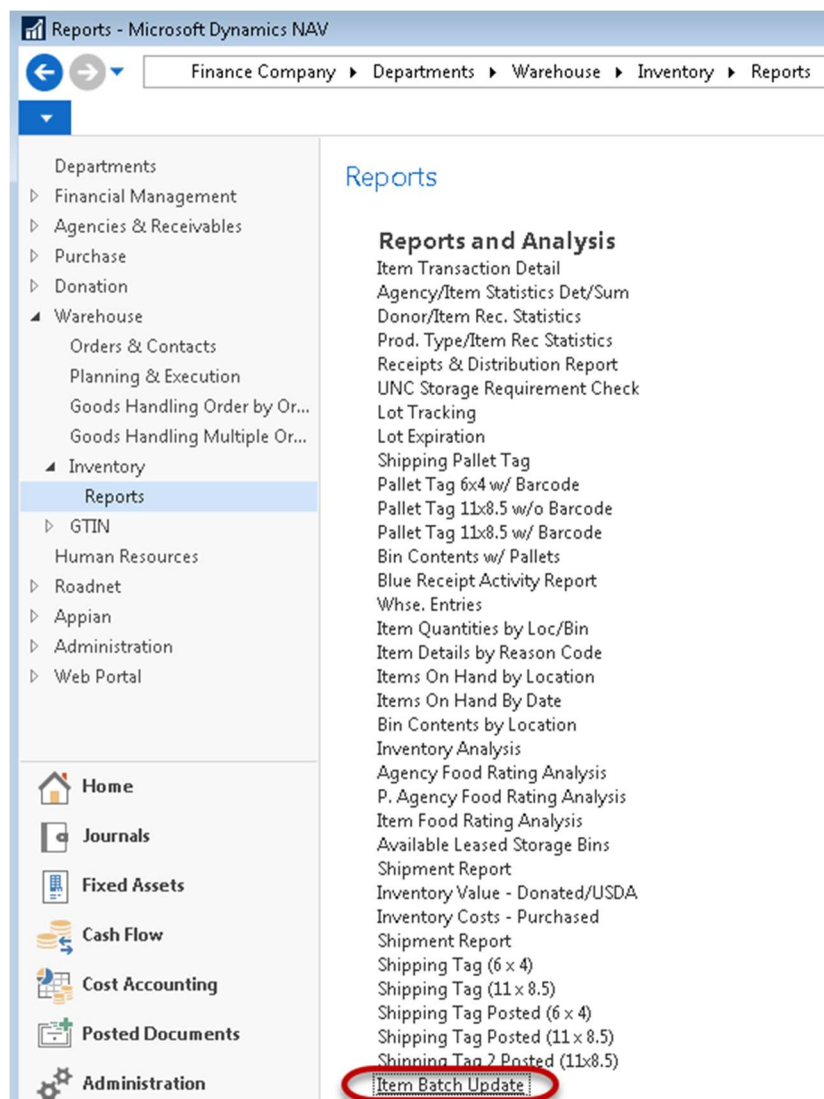 Reports - Microsoft Dynamics NAV
Finance Company ▸ Departments ▸ Warehouse ▸ Inventory ▸ Reports
Departments
Financial Management
Agencies & Receivables
Purchase
Donation
Warehouse
Orders & Contacts
Planning & Execution
Goods Handling Order by Or...
Goods Handling Multiple Or...
Inventory
Reports
GTIN
Human Resources
Roadnet
Appian
Administration
Web Portal
Home
Journals
Fixed Assets
Cash Flow
Cost Accounting
Posted Documents
Administration
Reports
Reports and Analysis
Item Transaction Detail
Agency/Item Statistics Det/Sum
Donor/Item Rec. Statistics
Prod. Type/Item Rec Statistics
Receipts & Distribution Report
UNC Storage Requirement Check
Lot Tracking
Lot Expiration
Shipping Pallet Tag
Pallet Tag 6x4 w/ Barcode
Pallet Tag 11x8.5 w/o Barcode
Pallet Tag 11x8.5 w/ Barcode
Bin Contents w/ Pallets
Blue Receipt Activity Report
Whse. Entries
Item Quantities by Loc/Bin
Item Details by Reason Code
Items On Hand by Location
Items On Hand By Date
Bin Contents by Location
Inventory Analysis
Agency Food Rating Analysis
P. Agency Food Rating Analysis
Item Food Rating Analysis
Available Leased Storage Bins
Shipment Report
Inventory Value - Donated/USDA
Inventory Costs - Purchased
Shipment Report
Shipping Tag (6 x 4)
Shipping Tag (11 x 8.5)
Shipping Tag Posted (6 x 4)
Shipping Tag Posted (11 x 8.5)
Shipping Tag 2 Posted (11x8.5)
Item Batch Update